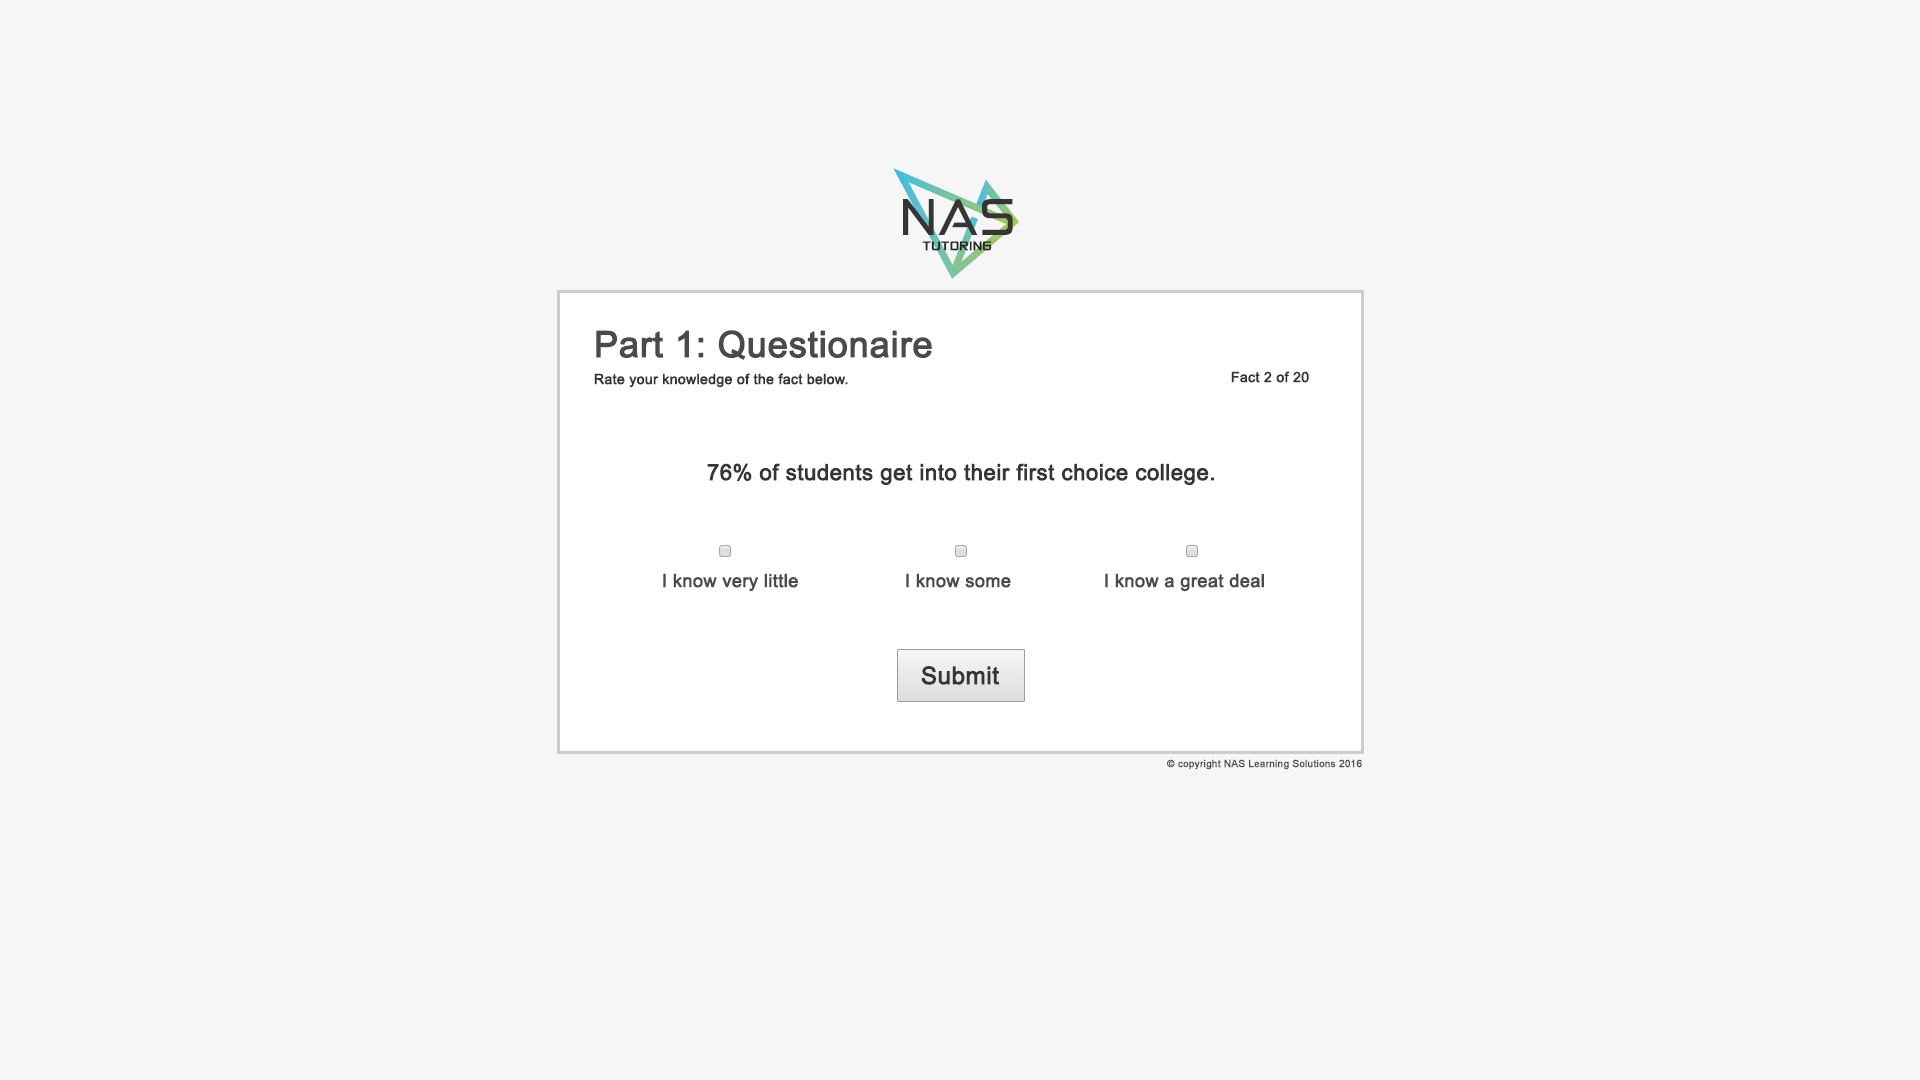 NAS
TUTORING
Part 1: Questionaire
Rate your knowledge of the fact below.
Fact 2 of 20
76% of students get into their first choice college.
I know very little
I know some
I know a great deal
Submit
© copyright NAS Learning Solutions 2016